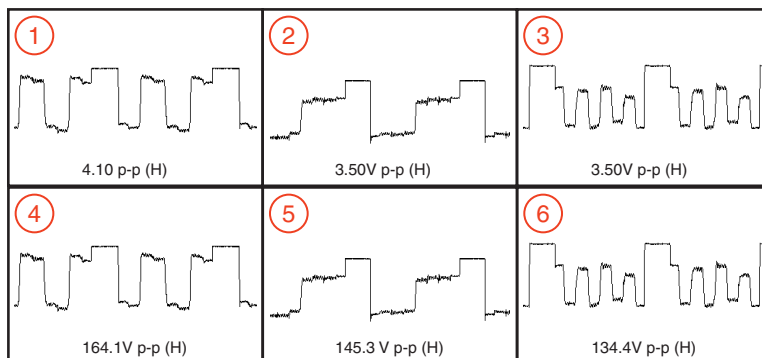 1
2
3
4.10 p-p (H)
3.50V p-p (H)
3.50V p-p (H)
4
5
6
164.1V p-p (H)
145.3 V p-p (H)
134.4V p-p (H)